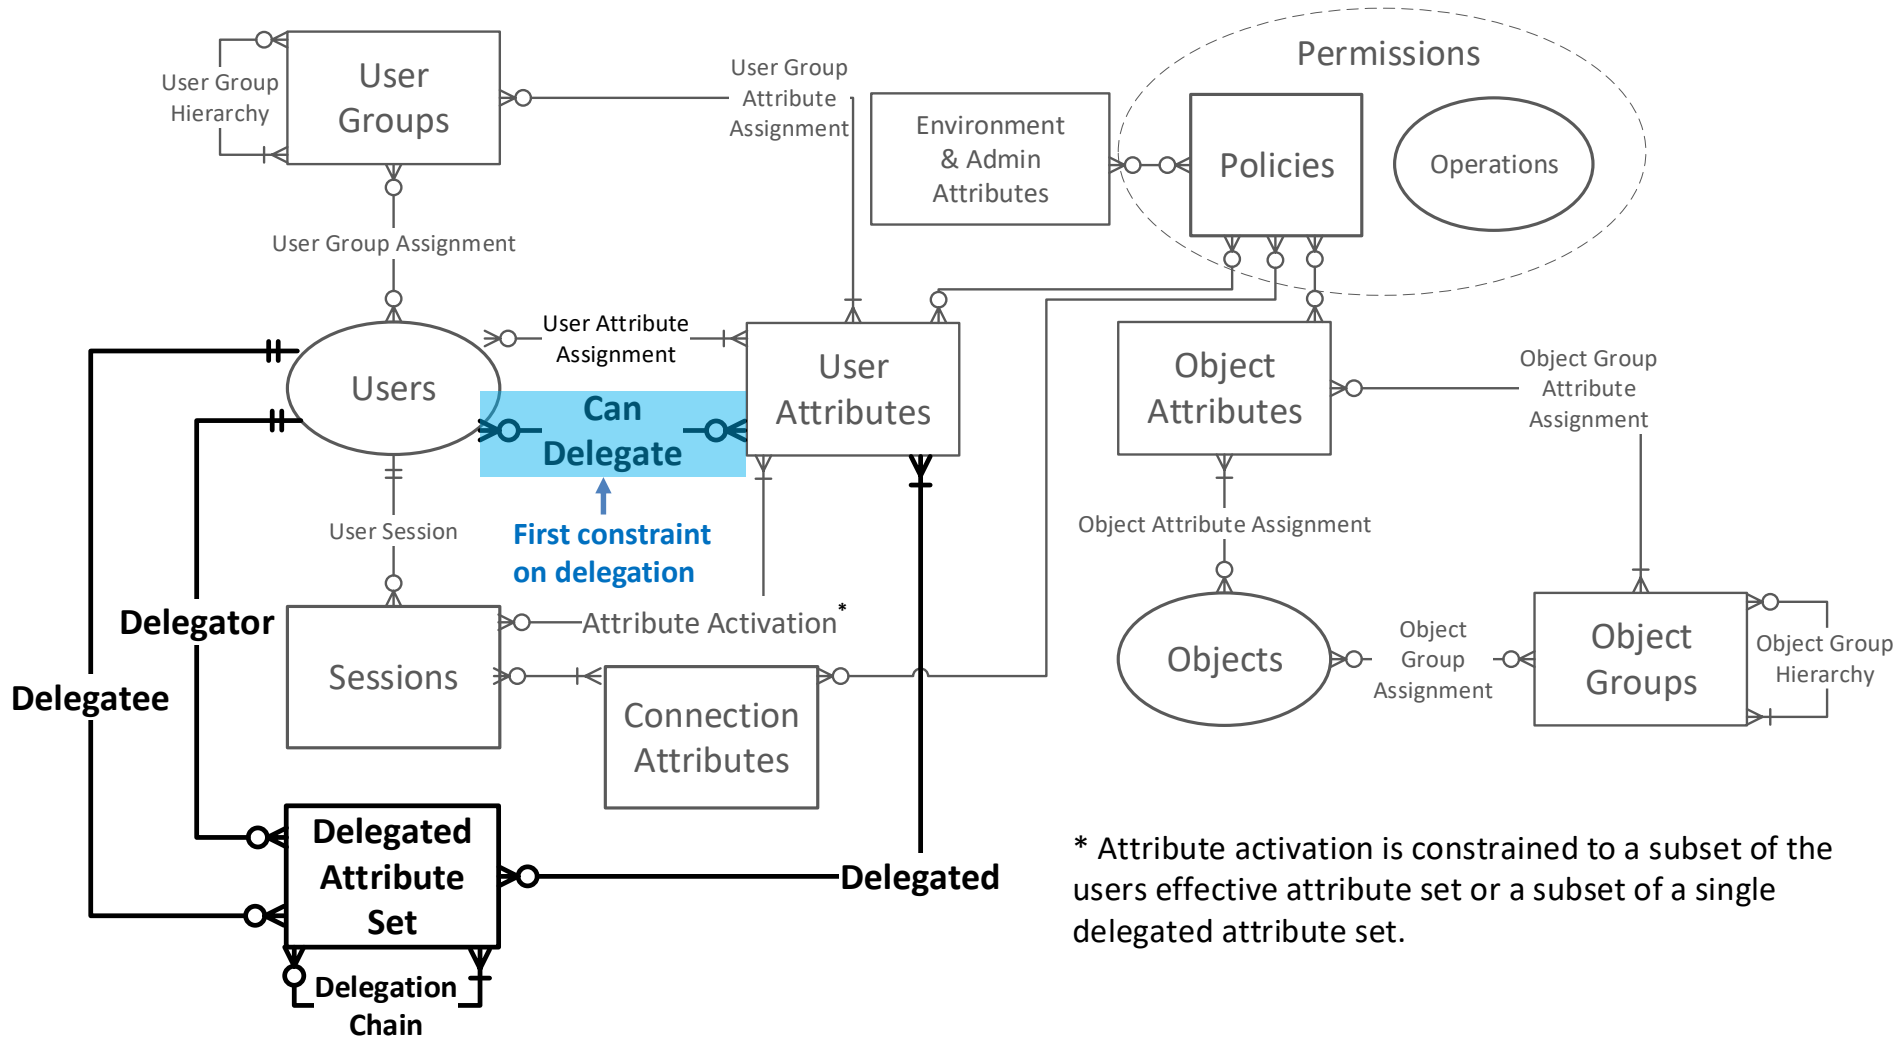 User
Groups
User Group
Hierarchy
User Group
Attribute
Assignment
Permissions
Environment
& Admin
Attributes
Policies
Operations
User Group Assignment
User Attribute
Assignment
Users
Can
Delegate
User
Attributes
Object
Attributes
Object Group
Attribute
Assignment
First constraint
on delegation
User Session
Object Attribute Assignment
Delegator
Attribute Activation*
Sessions
Connection
Attributes
Objects
Object
Group
Assignment
Object
Groups
Object Group
Hierarchy
Delegatee
Delegated
Attribute
Set
Delegated
Delegation
Chain
* Attribute activation is constrained to a subset of the
users effective attribute set or a subset of a single
delegated attribute set.